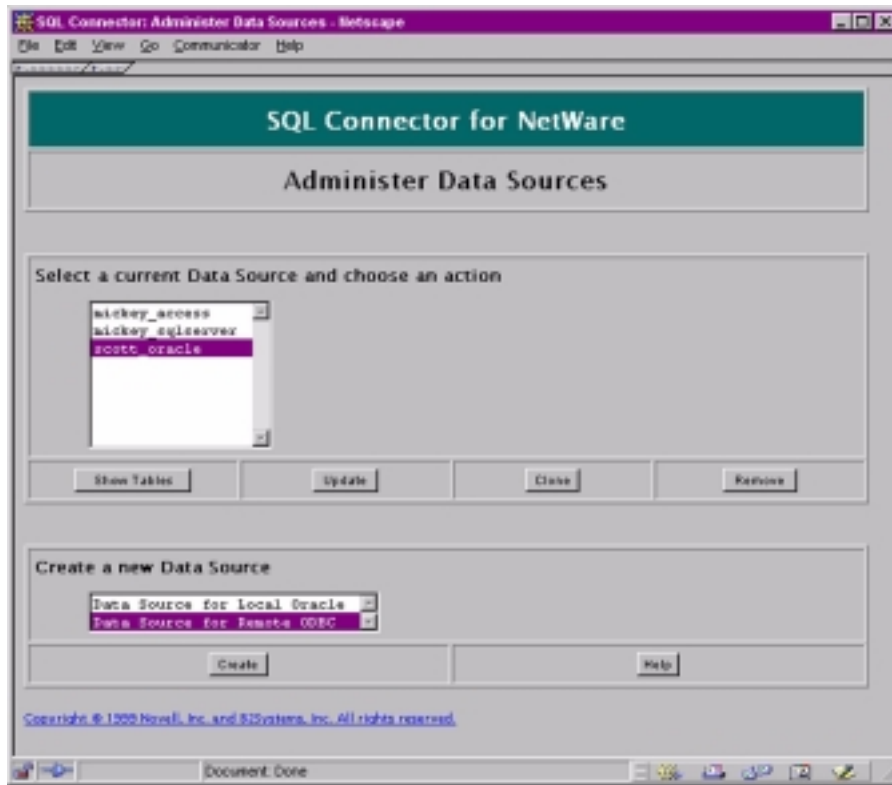 SQL Connector: Administer Data Sources - Netscape
File Edit View Go Communicator Help
SQL Connector for NetWare
Administer Data Sources
Select a current Data Source and choose an action
mickey_access
mickey_sqlserver
scott_oracle
Show Tables Update Clone Remove
Create a new Data Source
Data Source for Local Oracle
Data Source for Remote ODBC
Create Help
Copyright © 1999 Novell, Inc. and B2Systems, Inc. All rights reserved.
Document: Done